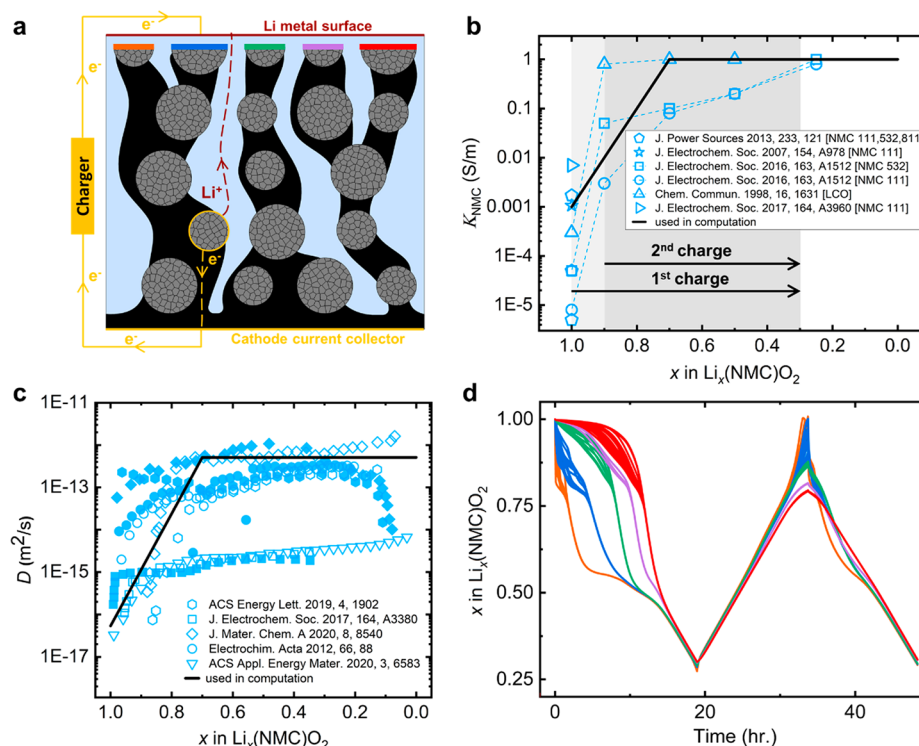 a
e-
Li metal surface
e-
Charger
Li+
e-
e-
e-
Cathode current collector
b
KNMC (S/m)
1
0.1
0.01
0.001
1E-4
1E-5
J. Power Sources 2013, 233, 121 [NMC 111,532,811]
J. Electrochem. Soc. 2007, 154, A978 [NMC 111]
J. Electrochem. Soc. 2016, 163, A1512 [NMC 532]
J. Electrochem. Soc. 2016, 163, A1512 [NMC 111]
Chem. Commun. 1998, 16, 1631 [LCO]
J. Electrochem. Soc. 2017, 164, A3960 [NMC 111]
used in computation
2nd charge
1st charge
1.0 0.8 0.6 0.4 0.2 0.0
x in Lix(NMC)O2
c
D (m2/s)
1E-11
1E-13
1E-15
1E-17
ACS Energy Lett. 2019, 4, 1902
J. Electrochem. Soc. 2017, 164, A3380
J. Mater. Chem. A 2020, 8, 8540
Electrochim. Acta 2012, 66, 88
ACS Appl. Energy Mater. 2020, 3, 6583
used in computation
1.0 0.8 0.6 0.4 0.2 0.0
x in Lix(NMC)O2
d
x in Lix(NMC)O2
1.00
0.75
0.50
0.25
0 20 40
Time (hr.)